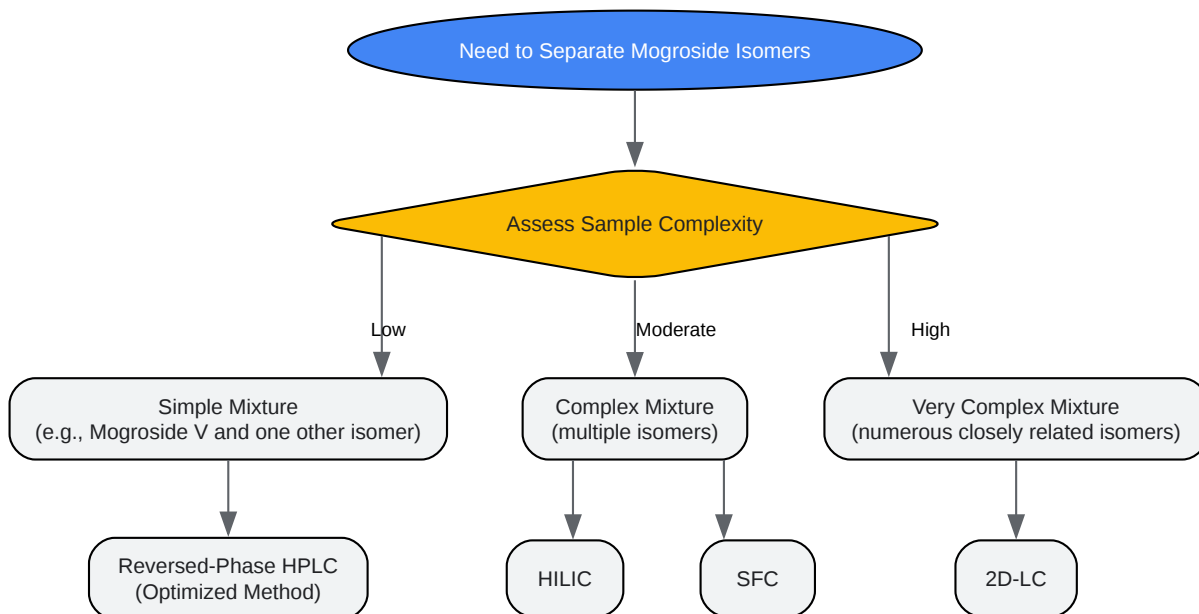 Need to Separate Mogroside Isomers
Assess Sample Complexity
Low
Moderate
High
Simple Mixture
(e.g., Mogroside V and one other isomer)
Complex Mixture
(multiple isomers)
Very Complex Mixture
(numerous closely related isomers)
Reversed-Phase HPLC
(Optimized Method)
HILIC
SFC
2D-LC